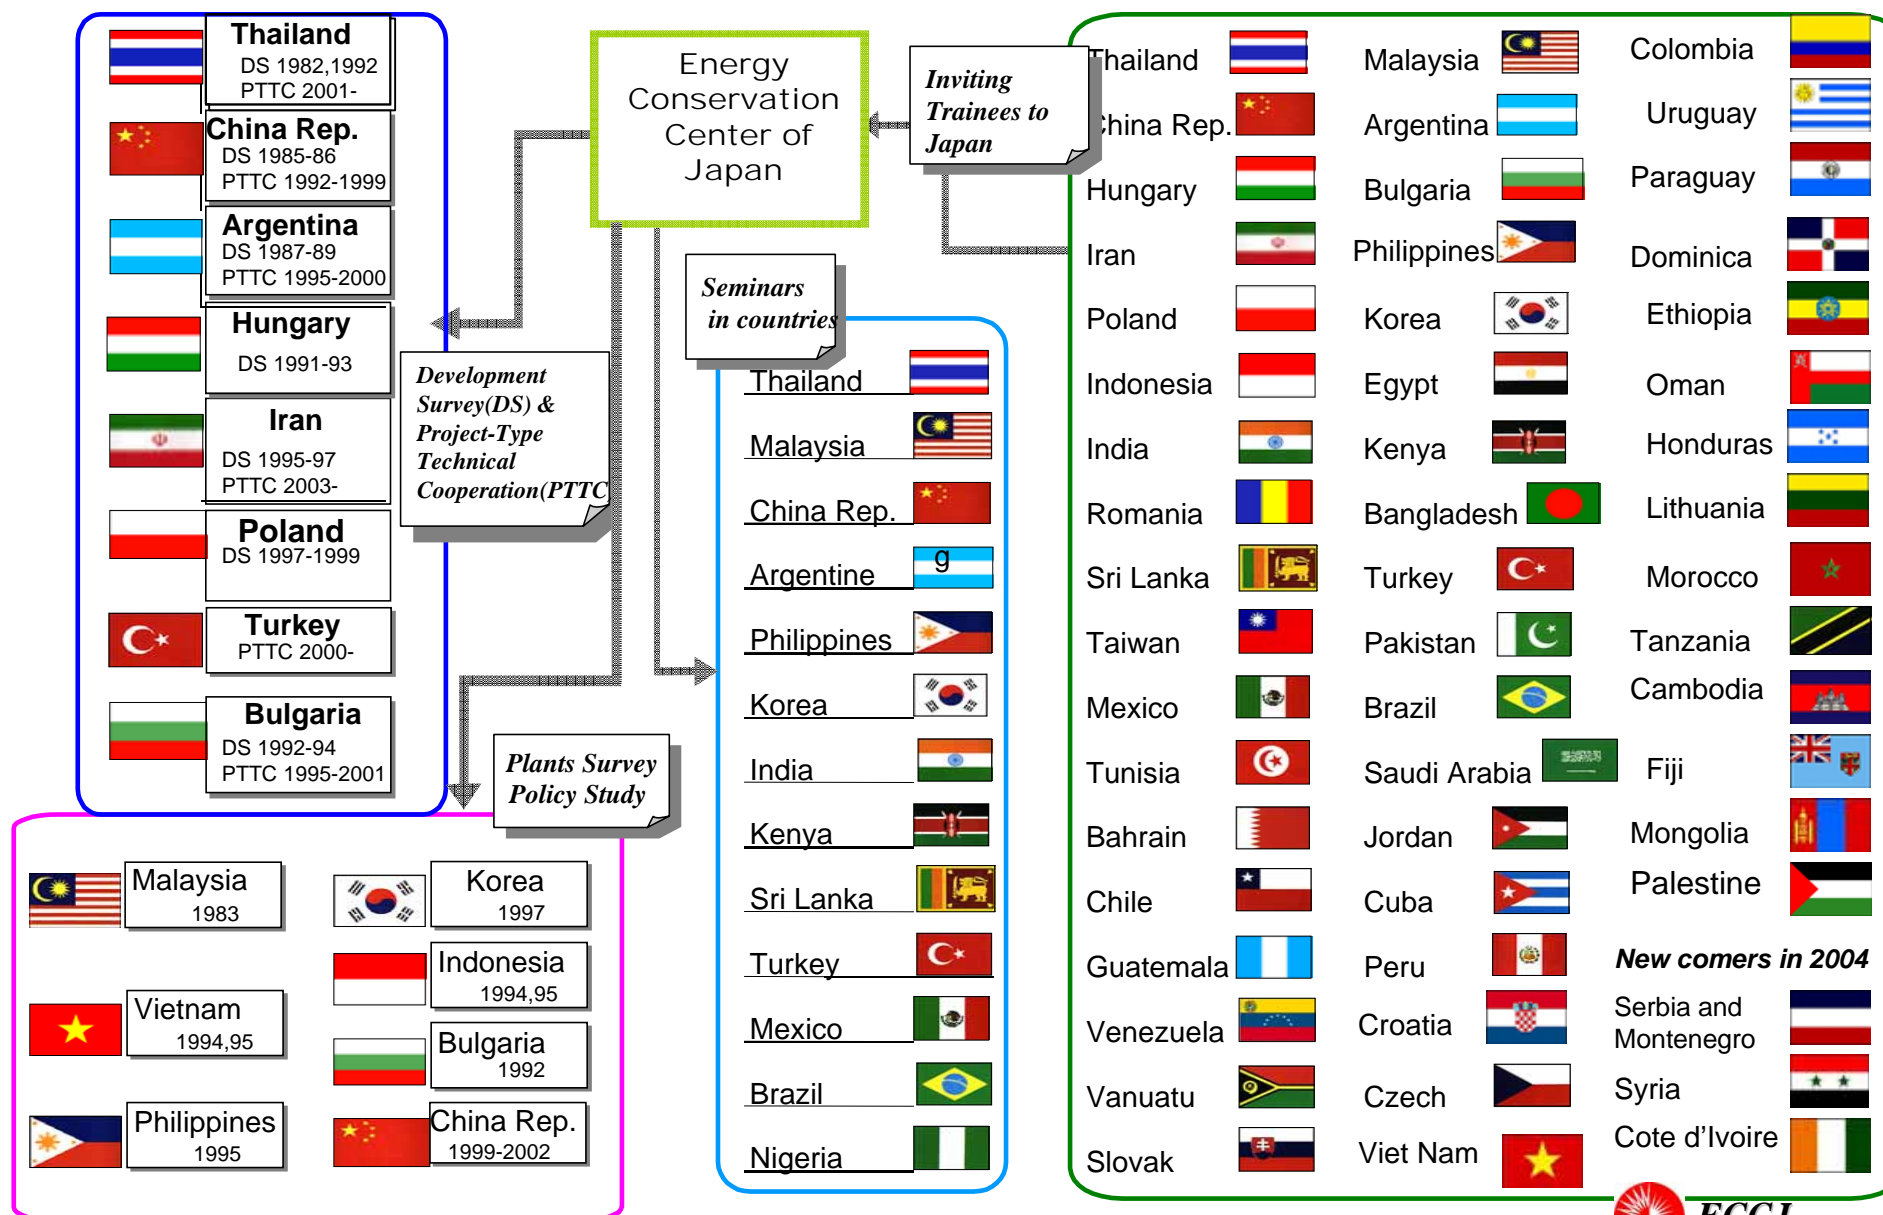 Thailand
DS 1982,1992
PTTC 2001-
China Rep.
DS 1985-86
PTTC 1992-1999
Argentina
DS 1987-89
PTTC 1995-2000
Hungary
DS 1991-93
Iran
DS 1995-97
PTTC 2003-
Poland
DS 1997-1999
Turkey
PTTC 2000-
Bulgaria
DS 1992-94
PTTC 1995-2001
Energy
Conservation
Center of
Japan
Inviting
Trainees to
Japan
Development
Survey(DS) &
Project-Type
Technical
Cooperation(PTTC
Seminars
in countries
Thailand
Malaysia
China Rep.
Argentine
g
Philippines
Korea
India
Kenya
Sri Lanka
Turkey
Mexico
Brazil
Nigeria
Plants Survey
Policy Study
Malaysia
1983
Vietnam
1994,95
Philippines
1995
Korea
1997
Indonesia
1994,95
Bulgaria
1992
China Rep.
1999-2002
Thailand
China Rep.
Hungary
Iran
Poland
Indonesia
India
Romania
Sri Lanka
Taiwan
Mexico
Tunisia
Bahrain
Chile
Guatemala
Venezuela
Vanuatu
Slovak
Malaysia
Argentina
Bulgaria
Philippines
Korea
Egypt
Kenya
Bangladesh
Turkey
Pakistan
Brazil
Saudi Arabia
Jordan
Cuba
Peru
Croatia
Czech
Viet Nam
Colombia
Uruguay
Paraguay
Dominica
Ethiopia
Oman
Honduras
Lithuania
Morocco
Tanzania
Cambodia
Fiji
Mongolia
Palestine
New comers in 2004
Serbia and
Montenegro
Syria
Cote d'Ivoire
ECCJ